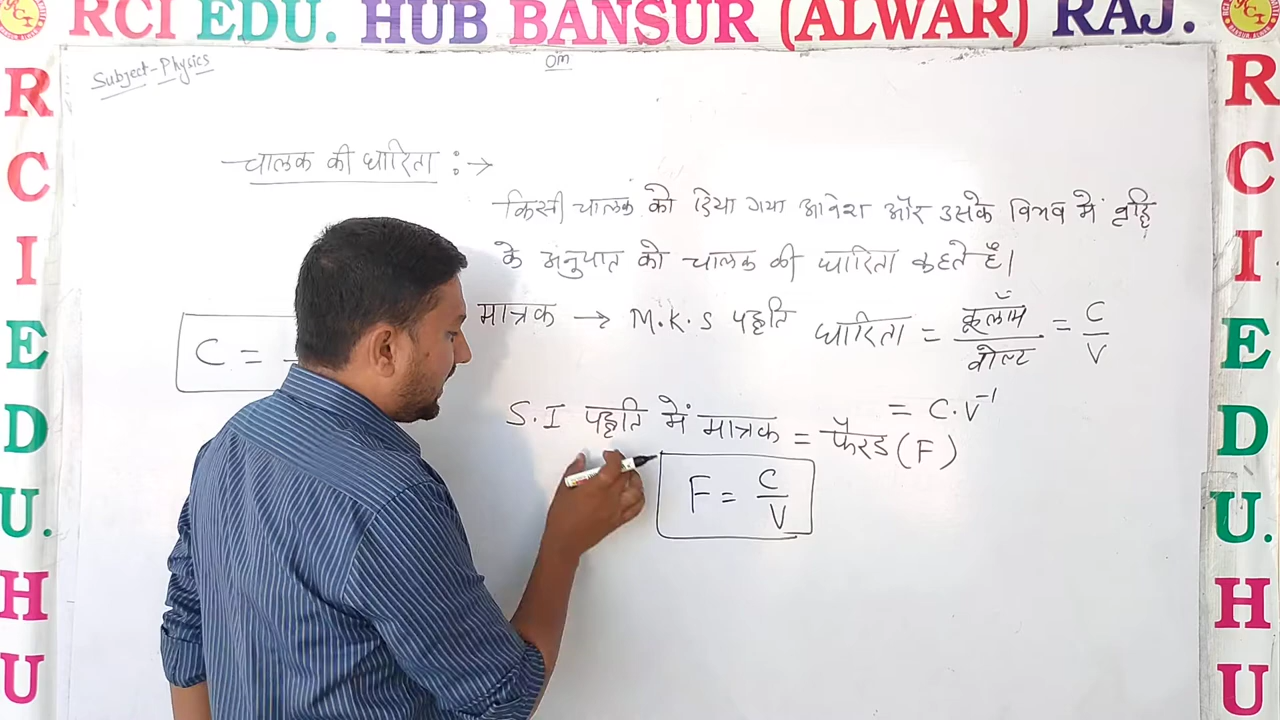 RCI EDU. HUB BANSUR (ALWAR) RAJ.
Subject-Physics
Om
चालक की धारिता :→
किसी चालक को दिया गया आवेश और उसके विभव में वृद्धि
के अनुपात को चालक की धारिता कहते हैं।
मात्रक → M.K.S पद्धति धारिता = कूलॉम / वोल्ट = C / V
C =
= C.V⁻¹
S.I पद्धति में मात्रक = फैरड (F)
F = C / V
R C I E D U. H U
R C I E D U. H U